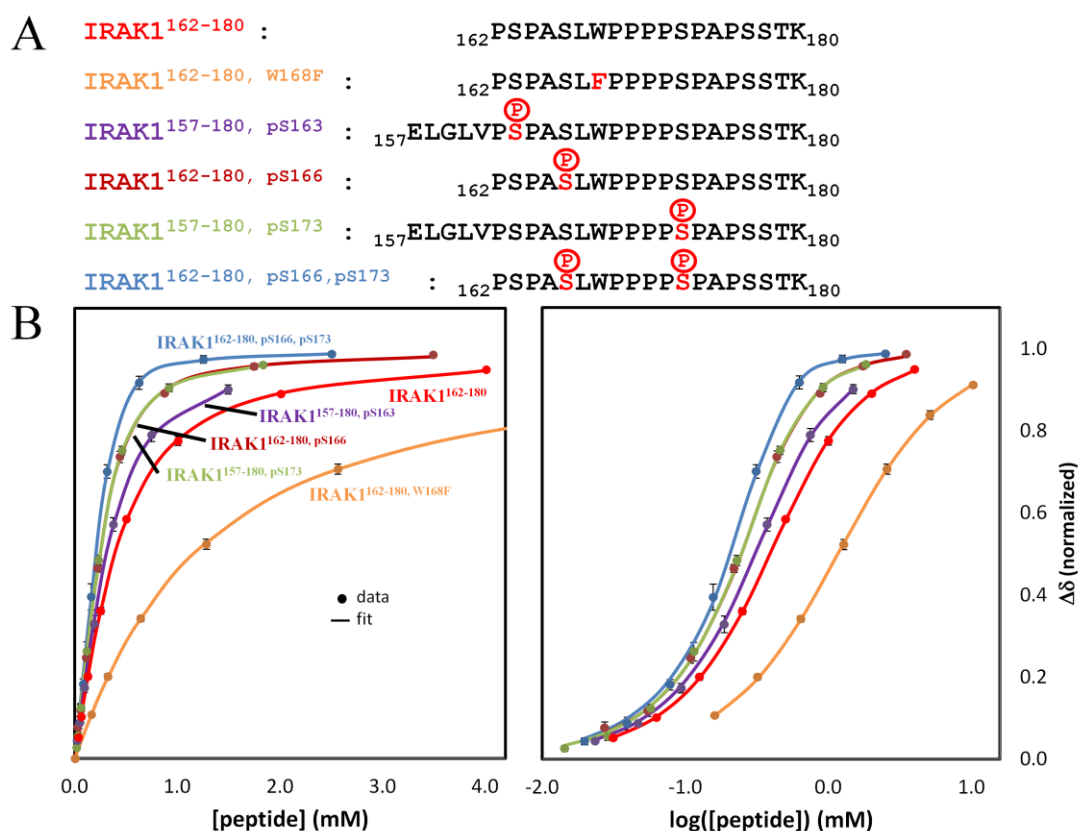 A
IRAK1162-180 : 162PSPASLWPPPPSPAPSSTK180
IRAK1162-180, W168F : 162PSPASLFPPPPSPAPSSTK180
P
IRAK1157-180, pS163 : 157ELGLVPSPASLWPPPPSPAPSSTK180
P
IRAK1162-180, pS166 : 162PSPASLWPPPPSPAPSSTK180
P
IRAK1157-180, pS173 : 157ELGLVPSPASLWPPPPSPAPSSTK180
P P
IRAK1162-180, pS166,pS173 : 162PSPASLWPPPPSPAPSSTK180
B
IRAK1162-180, pS166, pS173
IRAK1162-180
IRAK1157-180, pS163
IRAK1162-180, pS166
IRAK1157-180, pS173
IRAK1162-180, W168F
data
fit
0.0 1.0 2.0 3.0 4.0
[peptide] (mM)
1.0
0.8
0.6
0.4
0.2
0.0
Δδ (normalized)
-2.0 -1.0 0.0 1.0
log([peptide]) (mM)